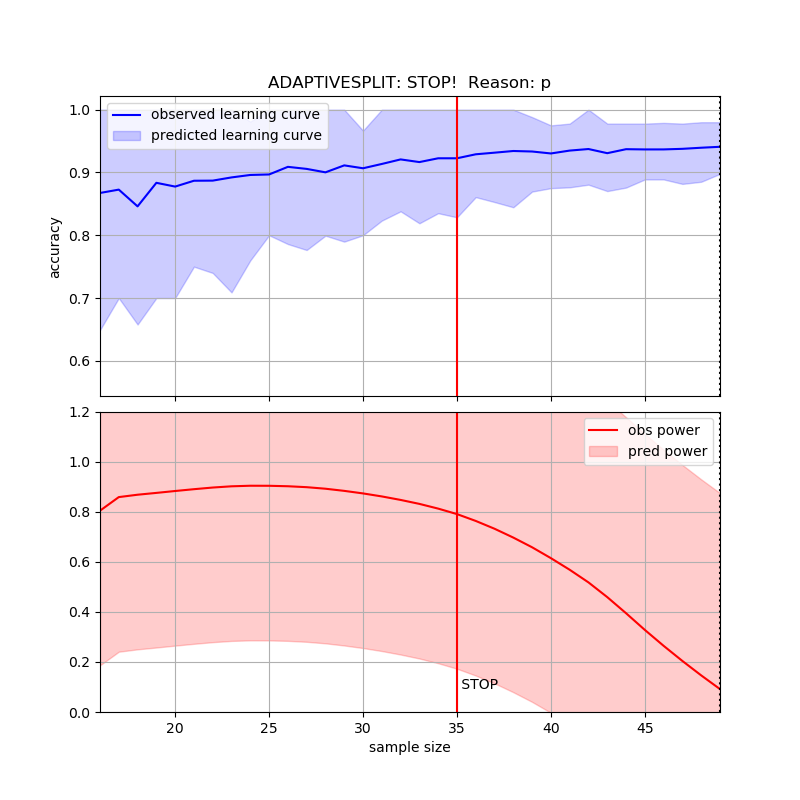 ADAPTIVESPLIT: STOP!  Reason: p
observed learning curve
predicted learning curve
1.0
0.9
0.8
0.7
0.6
accuracy
obs power
pred power
1.2
1.0
0.8
0.6
0.4
0.2
0.0
STOP
20 25 30 35 40 45
sample size